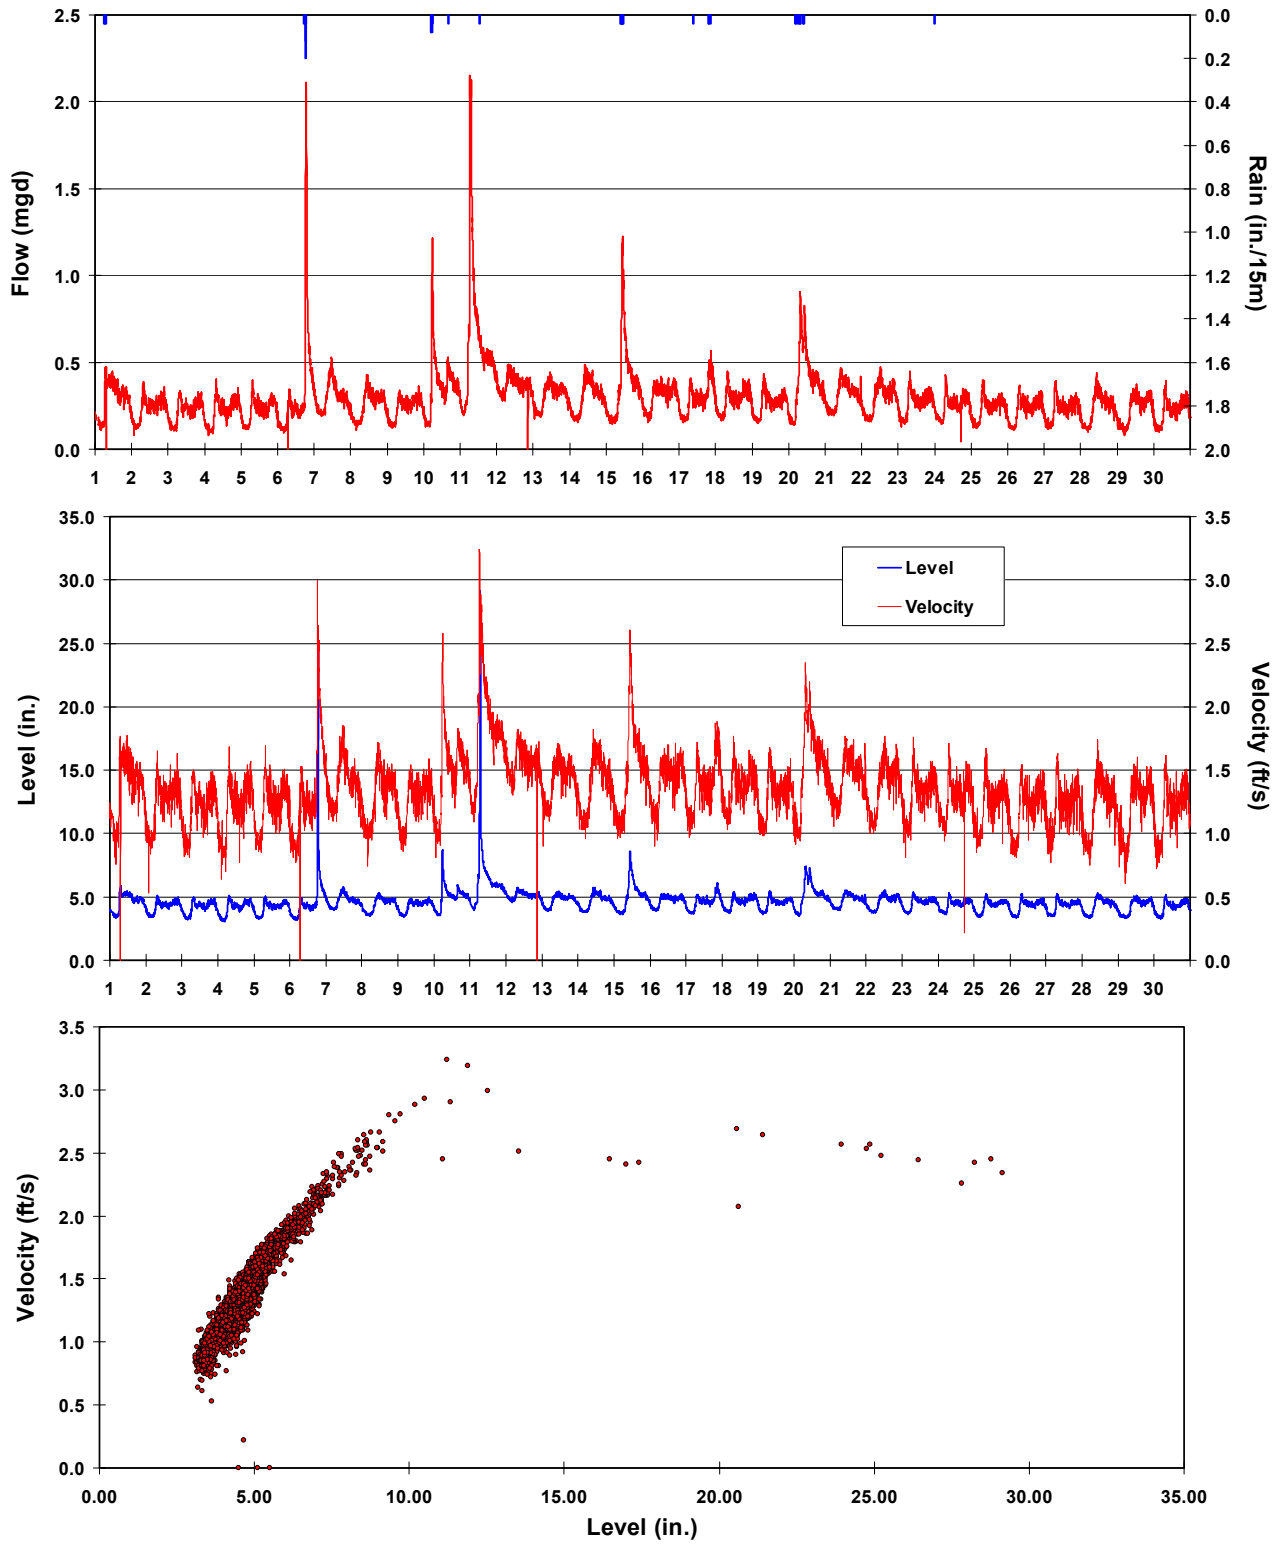 2.5 0.0
0.2
2.0 0.4
0.6
1.5 0.8
Flow (mgd) 1.0 Rain (in./15m)
1.0 1.2
1.4
0.5 1.6
1.8
0.0 2.0
1 2 3 4 5 6 7 8 9 10 11 12 13 14 15 16 17 18 19 20 21 22 23 24 25 26 27 28 29 30
35.0 3.5
Level
30.0 3.0
Velocity
25.0 2.5
20.0 2.0
Level (in.) Velocity (ft/s)
15.0 1.5
10.0 1.0
5.0 0.5
0.0 0.0
1 2 3 4 5 6 7 8 9 10 11 12 13 14 15 16 17 18 19 20 21 22 23 24 25 26 27 28 29 30
3.5
3.0
2.5
2.0
Velocity (ft/s)
1.5
1.0
0.5
0.0
0.00 5.00 10.00 15.00 20.00 25.00 30.00 35.00
Level (in.)